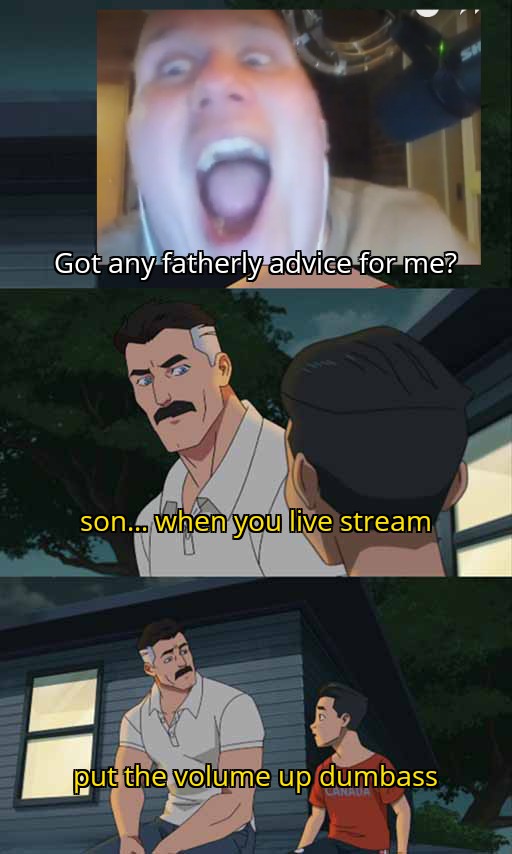 Got any fatherly advice for me?
son... when you live stream
put the volume up dumbass
CANADA